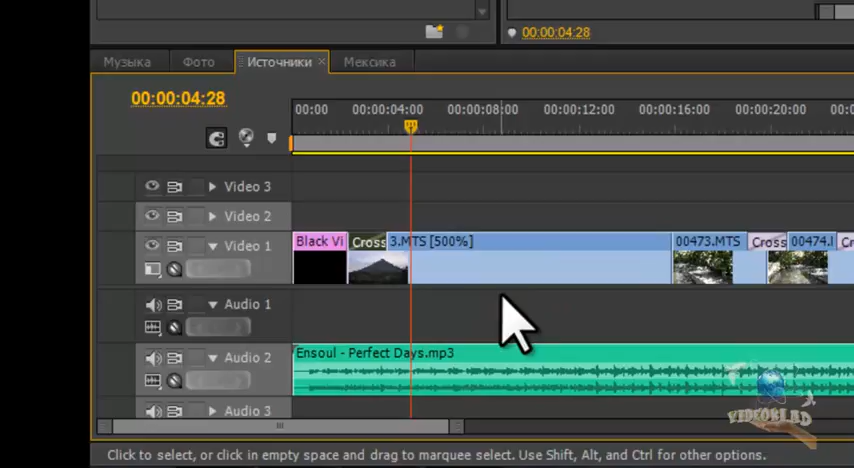 00:00:04:28
Музыка Фото Источники × Мексика
00:00:04:28
00:00 00:00:04:00 00:00:08:00 00:00:12:00 00:00:16:00 00:00:20:00
Video 3
Video 2
Video 1
Black Vi Cross 3.MTS [500%] 00473.MTS Cross 00474.
Audio 1
Audio 2
Ensoul - Perfect Days.mp3
VIDEOKLAD
Audio 3
Click to select, or click in empty space and drag to marquee select. Use Shift, Alt, and Ctrl for other options.